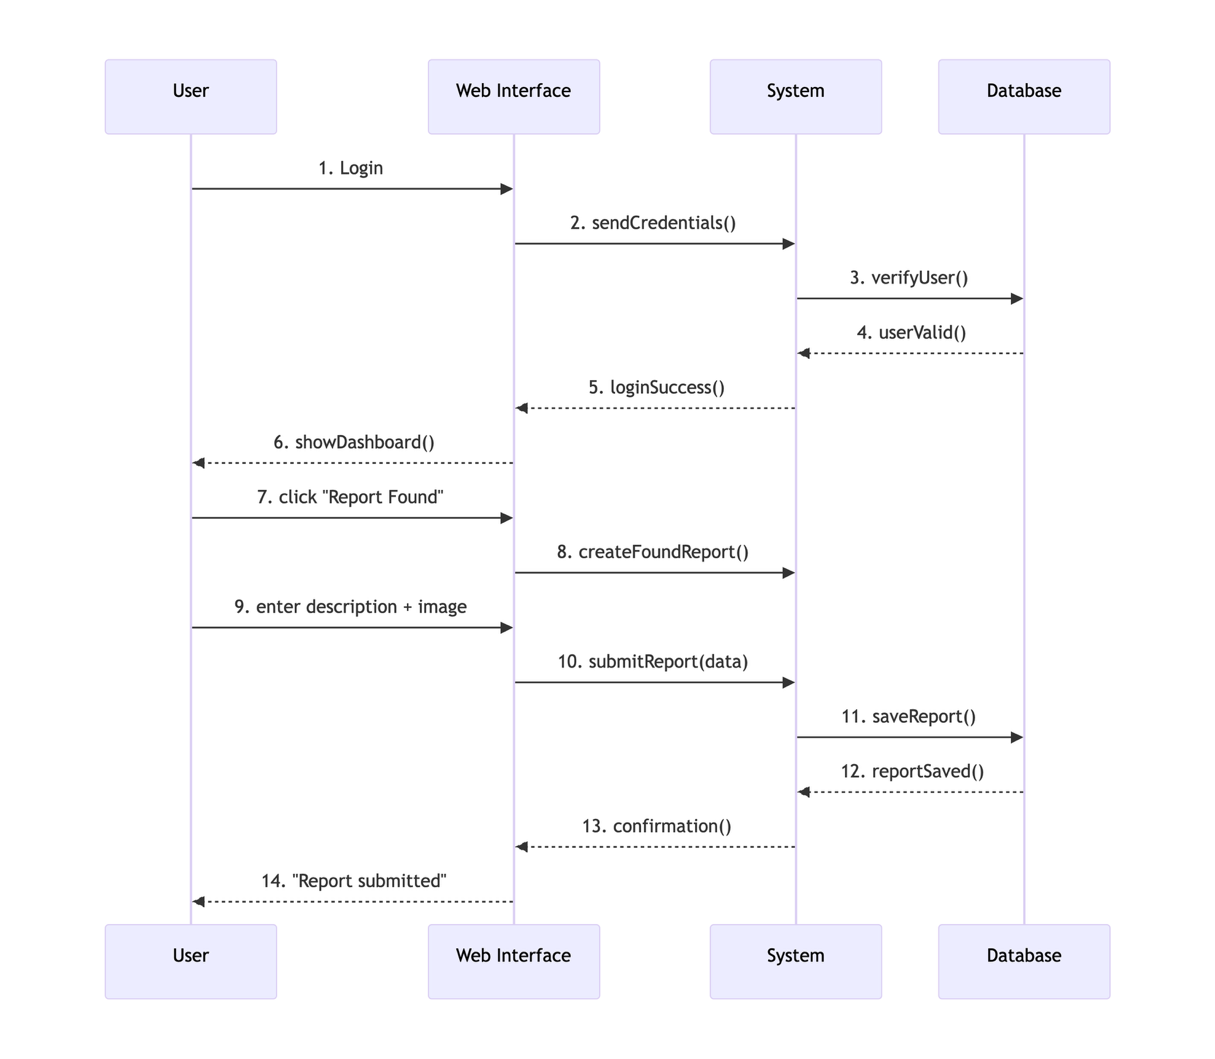 User
Web Interface
System
Database
1. Login
2. sendCredentials()
3. verifyUser()
4. userValid()
5. loginSuccess()
6. showDashboard()
7. click "Report Found"
8. createFoundReport()
9. enter description + image
10. submitReport(data)
11. saveReport()
12. reportSaved()
13. confirmation()
14. "Report submitted"
User
Web Interface
System
Database